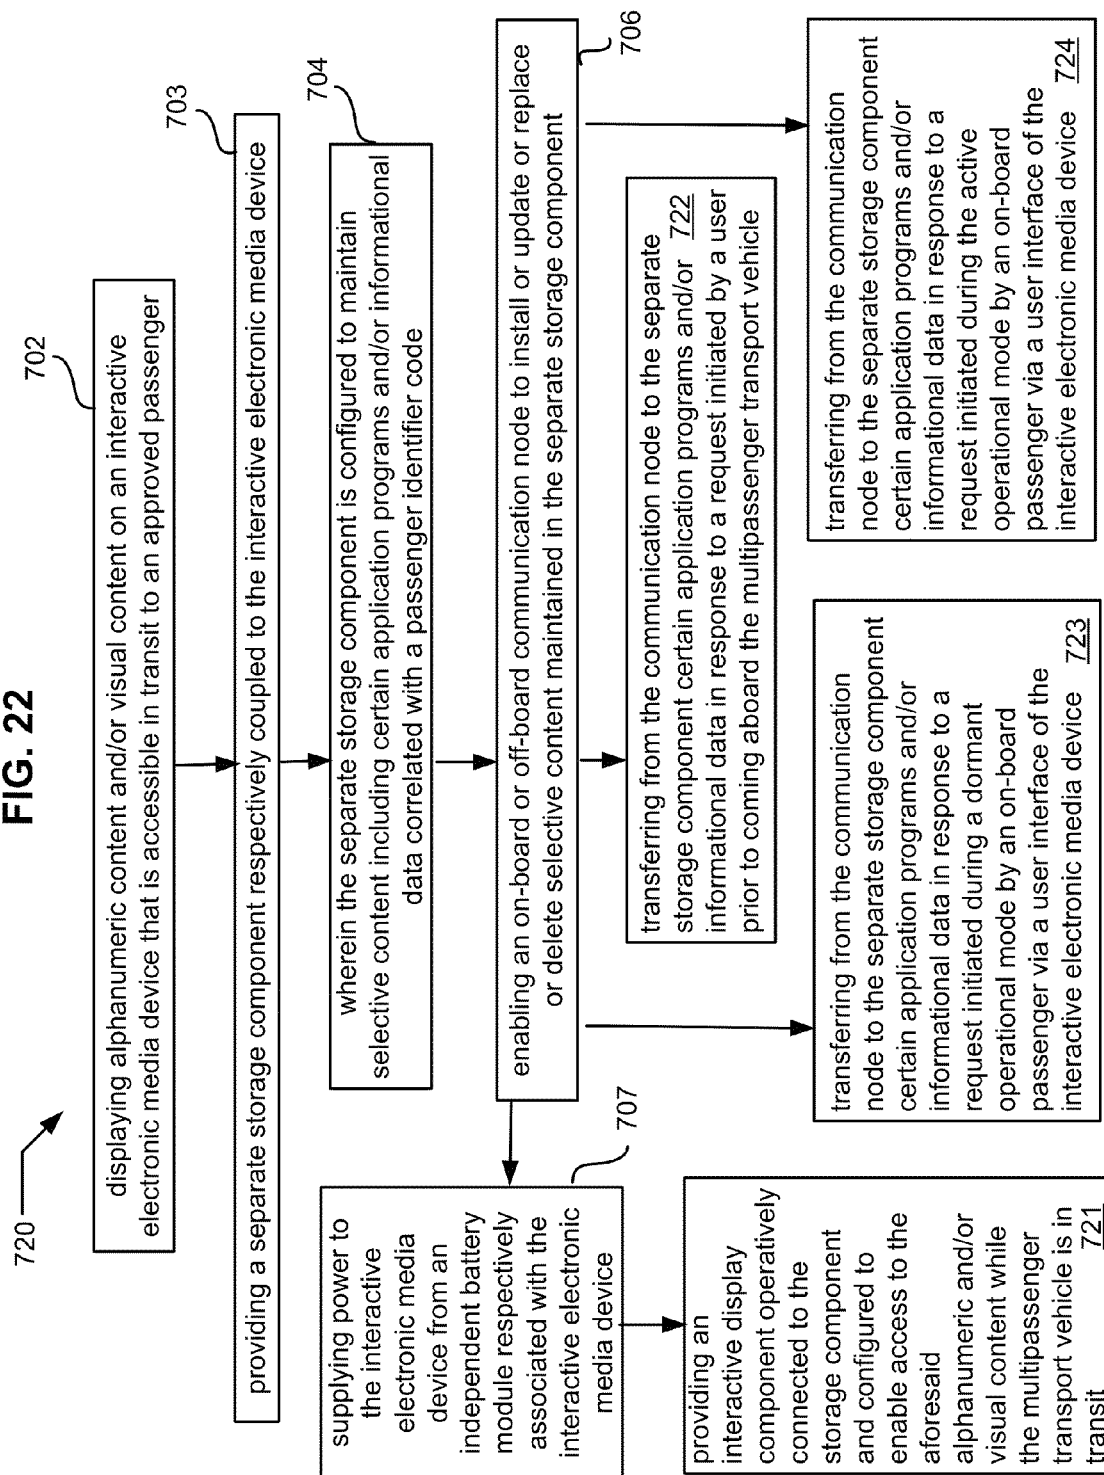 FIG. 22
720
702
displaying alphanumeric content and/or visual content on an interactive
electronic media device that is accessible in transit to an approved passenger
703
providing a separate storage component respectively coupled to the interactive electronic media device
704
wherein the separate storage component is configured to maintain
selective content including certain application programs and/or informational
data correlated with a passenger identifier code
706
enabling an on-board or off-board communication node to install or update or replace
or delete selective content maintained in the separate storage component
supplying power to
the interactive
electronic media
device from an
independent battery
module respectively
associated with the
interactive electronic
media device
707
providing an
interactive display
component operatively
connected to the
storage component
and configured to
enable access to the
aforesaid
alphanumeric and/or
visual content while
the multipassenger
transport vehicle is in
transit 721
transferring from the communication node to the separate
storage component certain application programs and/or 722
informational data in response to a request initiated by a user
prior to coming aboard the multipassenger transport vehicle
transferring from the communication
node to the separate storage component
certain application programs and/or
informational data in response to a
request initiated during a dormant
operational mode by an on-board
passenger via a user interface of the
interactive electronic media device 723
transferring from the communication
node to the separate storage component
certain application programs and/or
informational data in response to a
request initiated during the active
operational mode by an on-board
passenger via a user interface of the
interactive electronic media device 724